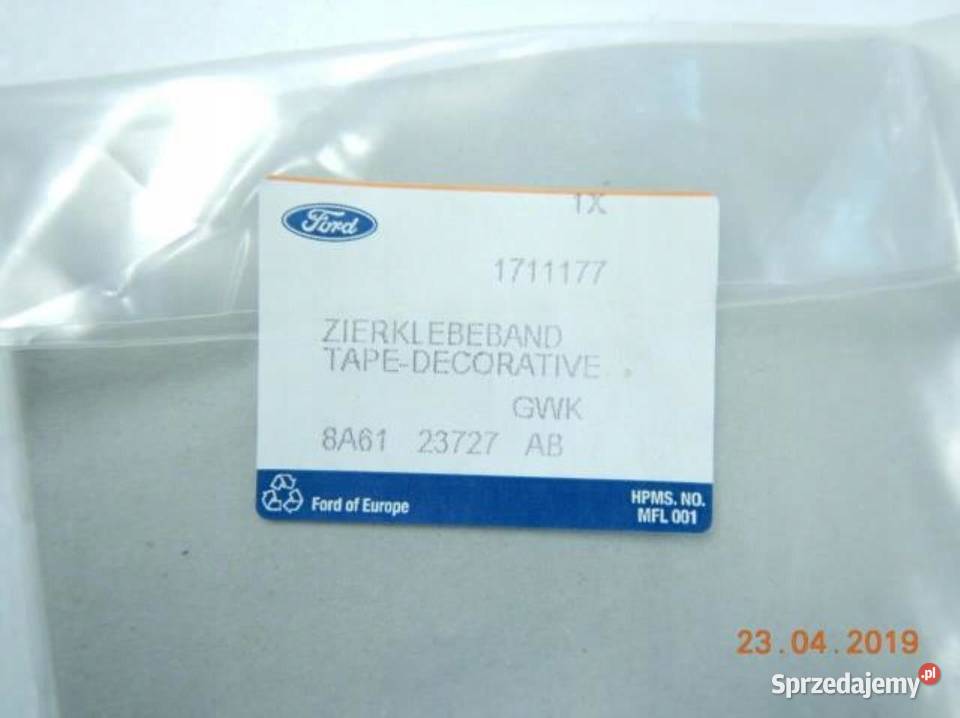 1X
Ford
1711177
ZIERKLEBEBAND
TAPE-DECORATIVE
GWK
8A61 23727 AB
Ford of Europe
HPMS. NO.
MFL 001
23.04.2019
Sprzedajemy.pl